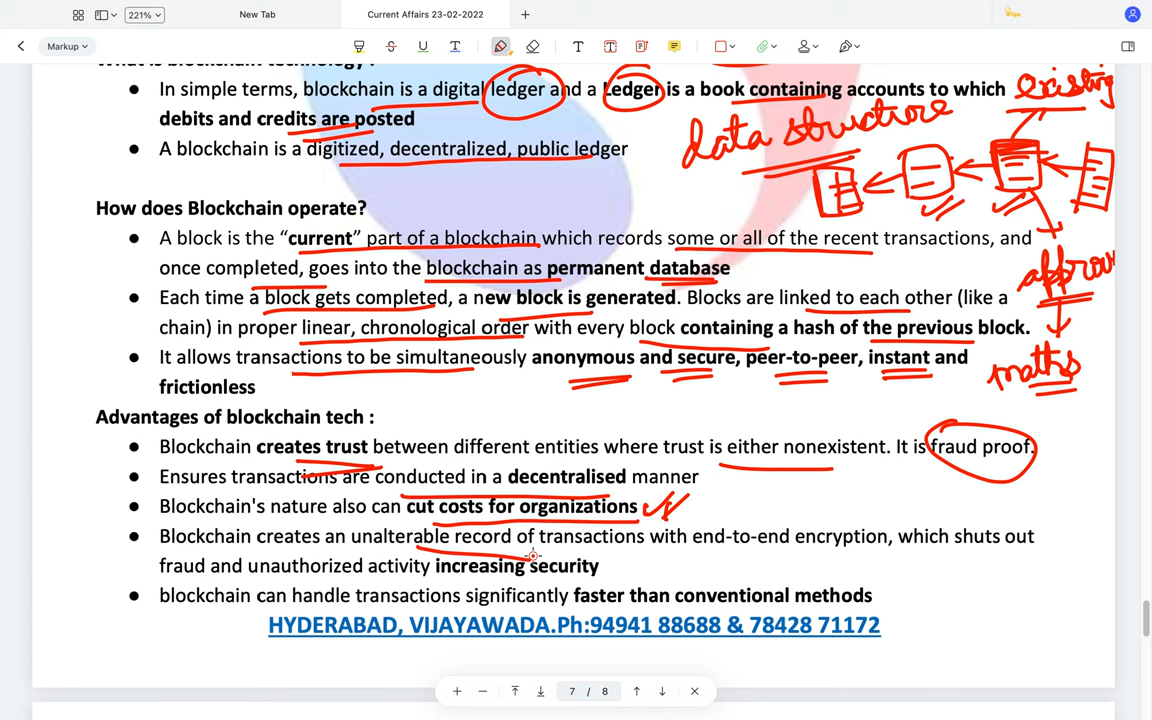 221%
New Tab
Current Affairs 23-02-2022
Markup
What is blockchain technology ?
● In simple terms, blockchain is a digital ledger and a Ledger is a book containing accounts to which
debits and credits are posted
● A blockchain is a digitized, decentralized, public ledger
existing
data structure
How does Blockchain operate?
● A block is the “current” part of a blockchain which records some or all of the recent transactions, and
once completed, goes into the blockchain as permanent database
● Each time a block gets completed, a new block is generated. Blocks are linked to each other (like a
chain) in proper linear, chronological order with every block containing a hash of the previous block.
● It allows transactions to be simultaneously anonymous and secure, peer-to-peer, instant and
frictionless
maths
Advantages of blockchain tech :
● Blockchain creates trust between different entities where trust is either nonexistent. It is fraud proof.
● Ensures transactions are conducted in a decentralised manner
● Blockchain's nature also can cut costs for organizations
● Blockchain creates an unalterable record of transactions with end-to-end encryption, which shuts out
fraud and unauthorized activity increasing security
● blockchain can handle transactions significantly faster than conventional methods
HYDERABAD, VIJAYAWADA.Ph:94941 88688 & 78428 71172
7 / 8